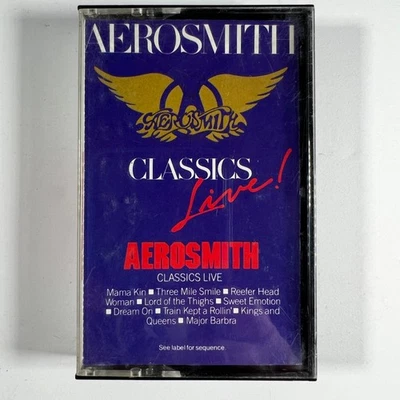 AEROSMITH
AEROSMITH
CLASSICS
Live!
AEROSMITH
CLASSICS LIVE
Mama Kin ■ Three Mile Smile ■ Reefer Head
Woman ■ Lord of the Thighs ■ Sweet Emotion
■ Dream On ■ Train Kept a Rollin' ■ Kings and
Queens ■ Major Barbra
See label for sequence